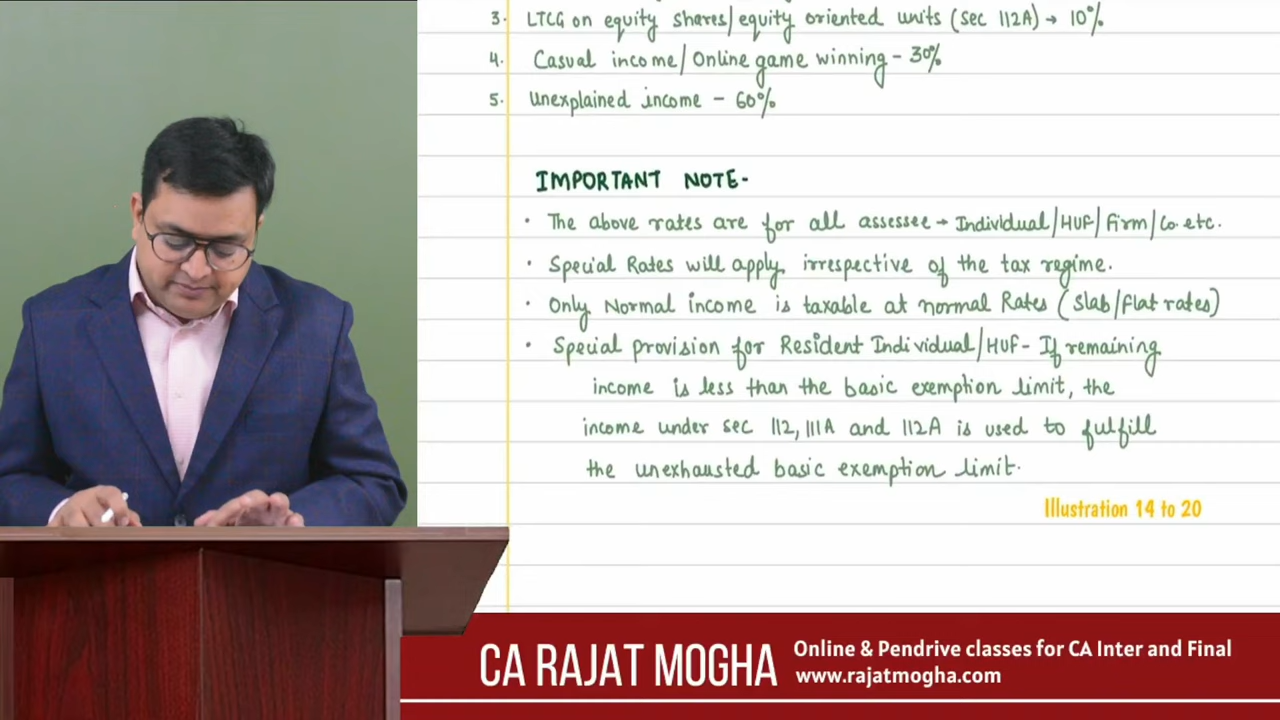 3. LTCG on equity shares/equity oriented units (Sec 112A) → 10%
4. Casual income/Online game winning - 30%
5. Unexplained income - 60%
IMPORTANT NOTE-
• The above rates are for all assessee → Individual/HUF/Firm/Co. etc.
• Special Rates will apply irrespective of the tax regime.
• Only Normal income is taxable at normal Rates (Slab/Flat rates)
• Special provision for Resident Individual/HUF- If remaining
income is less than the basic exemption limit, the
income under sec 112, 111A and 112A is used to fulfill
the unexhausted basic exemption limit.
Illustration 14 to 20
CA RAJAT MOGHA
Online & Pendrive classes for CA Inter and Final
www.rajatmogha.com